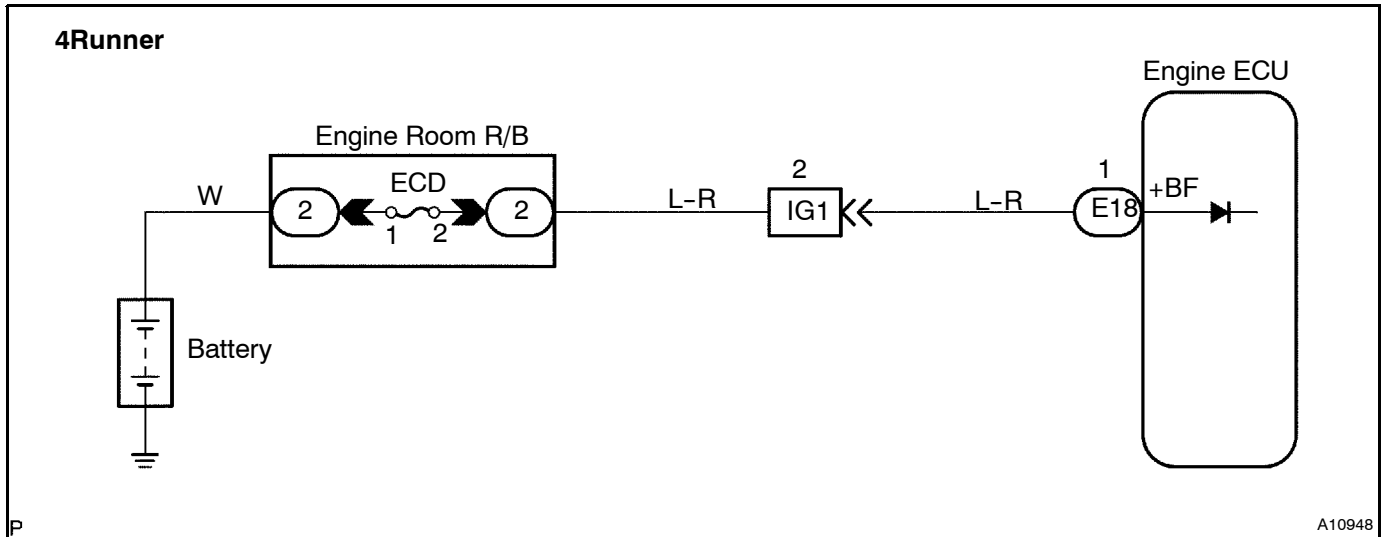 4Runner
Engine ECU
Engine Room R/B
ECD
W
2
1 2
2
L-R
2
IG1
L-R
1
E18
+BF
Battery
P
A10948